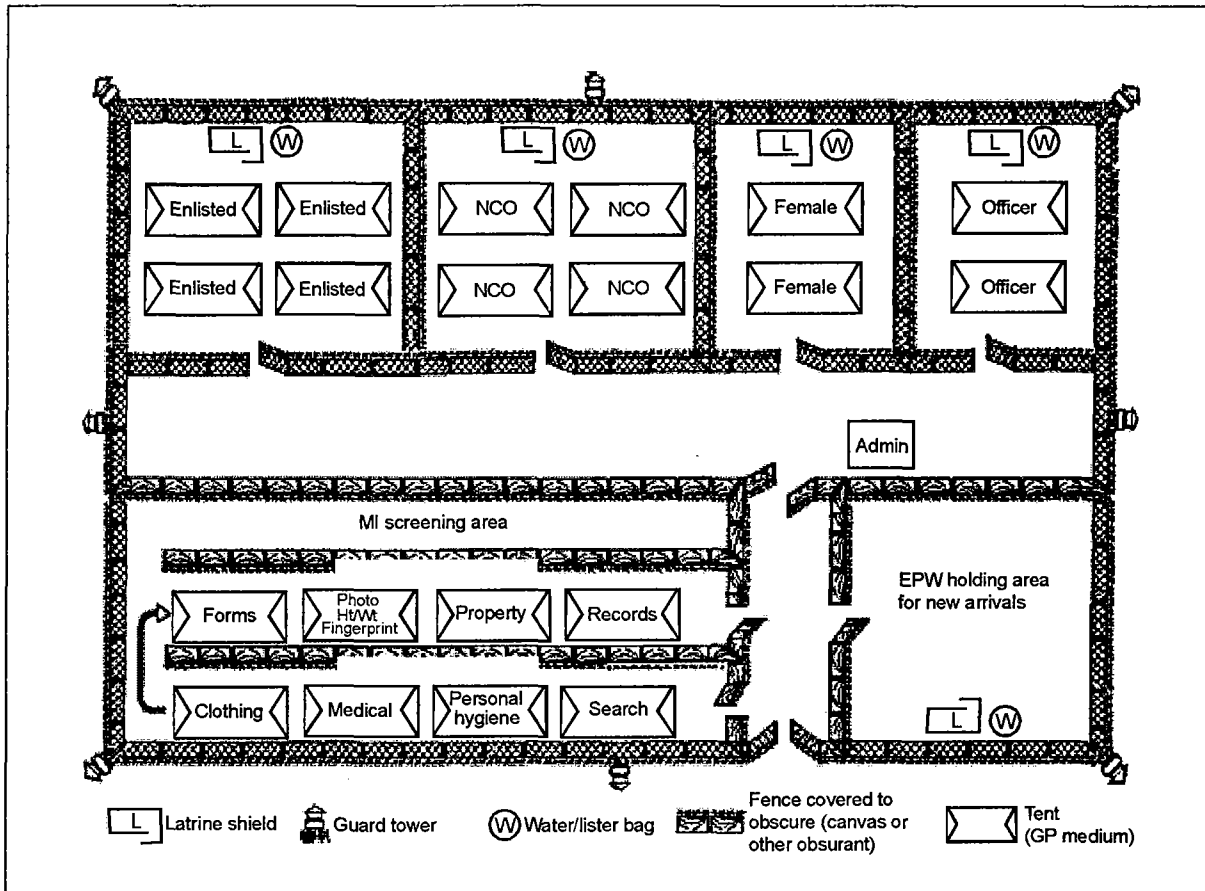 L W L W L W L W
Enlisted Enlisted NCO NCO Female Officer
Enlisted Enlisted NCO NCO Female Officer
Admin
MI screening area
EPW holding area
for new arrivals
Forms
Photo
Ht/Wt
Fingerprint
Property
Records
Clothing
Medical
Personal
hygiene
Search
L W
L Latrine shield
Guard tower
W Water/lister bag
Fence covered to
obscure (canvas or
other obsurant)
Tent
(GP medium)